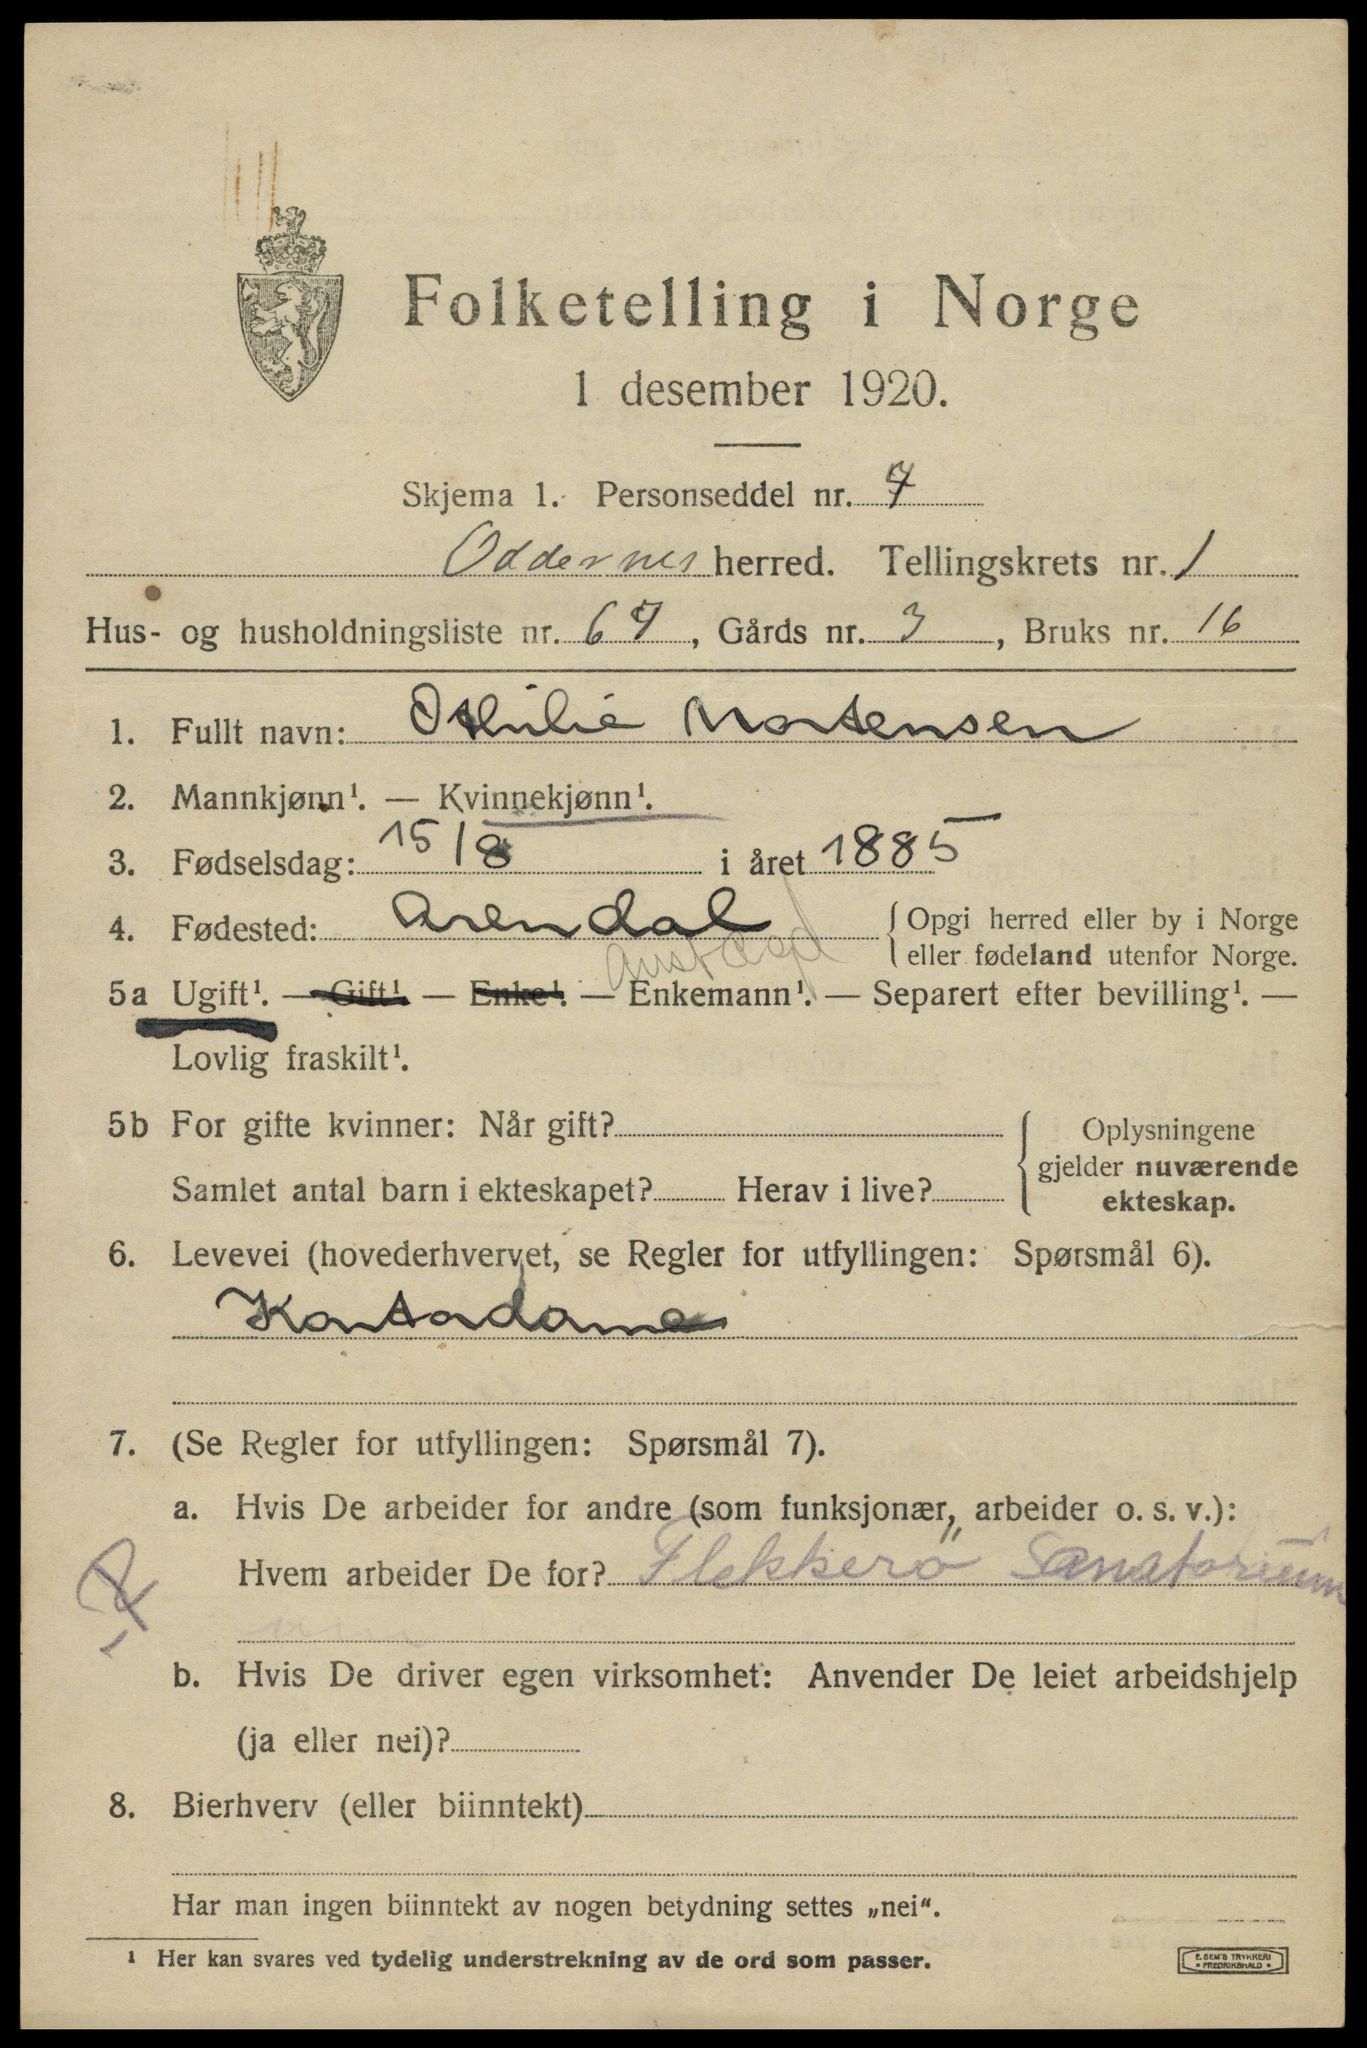 Folketelling i Norge
1 desember 1920.
Skjema 1. Personseddel nr. 7
Oddernes herred. Tellingskrets nr. 1
Hus- og husholdningsliste nr. 67, Gårds nr. 3, Bruks nr. 16
1. Fullt navn: Othilie Mortensen
2. Mannkjønn¹. — Kvinnekjønn¹.
3. Fødselsdag: 15/8 i året 1885
4. Fødested: Arendal { Opgi herred eller by i Norge
eller fødeland utenfor Norge.
5a Ugift¹. — Gift¹. — Enke¹. — Enkemann¹. — Separert efter bevilling¹. —
Lovlig fraskilt¹.
5b For gifte kvinner: Når gift? { Oplysningene
gjelder nuværende
Samlet antal barn i ekteskapet? Herav i live? ekteskap.
6. Levevei (hovederhvervet, se Regler for utfyllingen: Spørsmål 6).
Kontordame
7. (Se Regler for utfyllingen: Spørsmål 7).
a. Hvis De arbeider for andre (som funksjonær, arbeider o. s. v.):
Hvem arbeider De for? Flekkerö Sanatorium
b. Hvis De driver egen virksomhet: Anvender De leiet arbeidshjelp
(ja eller nei)?
8. Bierhverv (eller biinntekt)
Har man ingen biinntekt av nogen betydning settes „nei“.
¹ Her kan svares ved tydelig understrekning av de ord som passer.
E. SEM'S TRYKKERI
• FREDRIKSHALD •